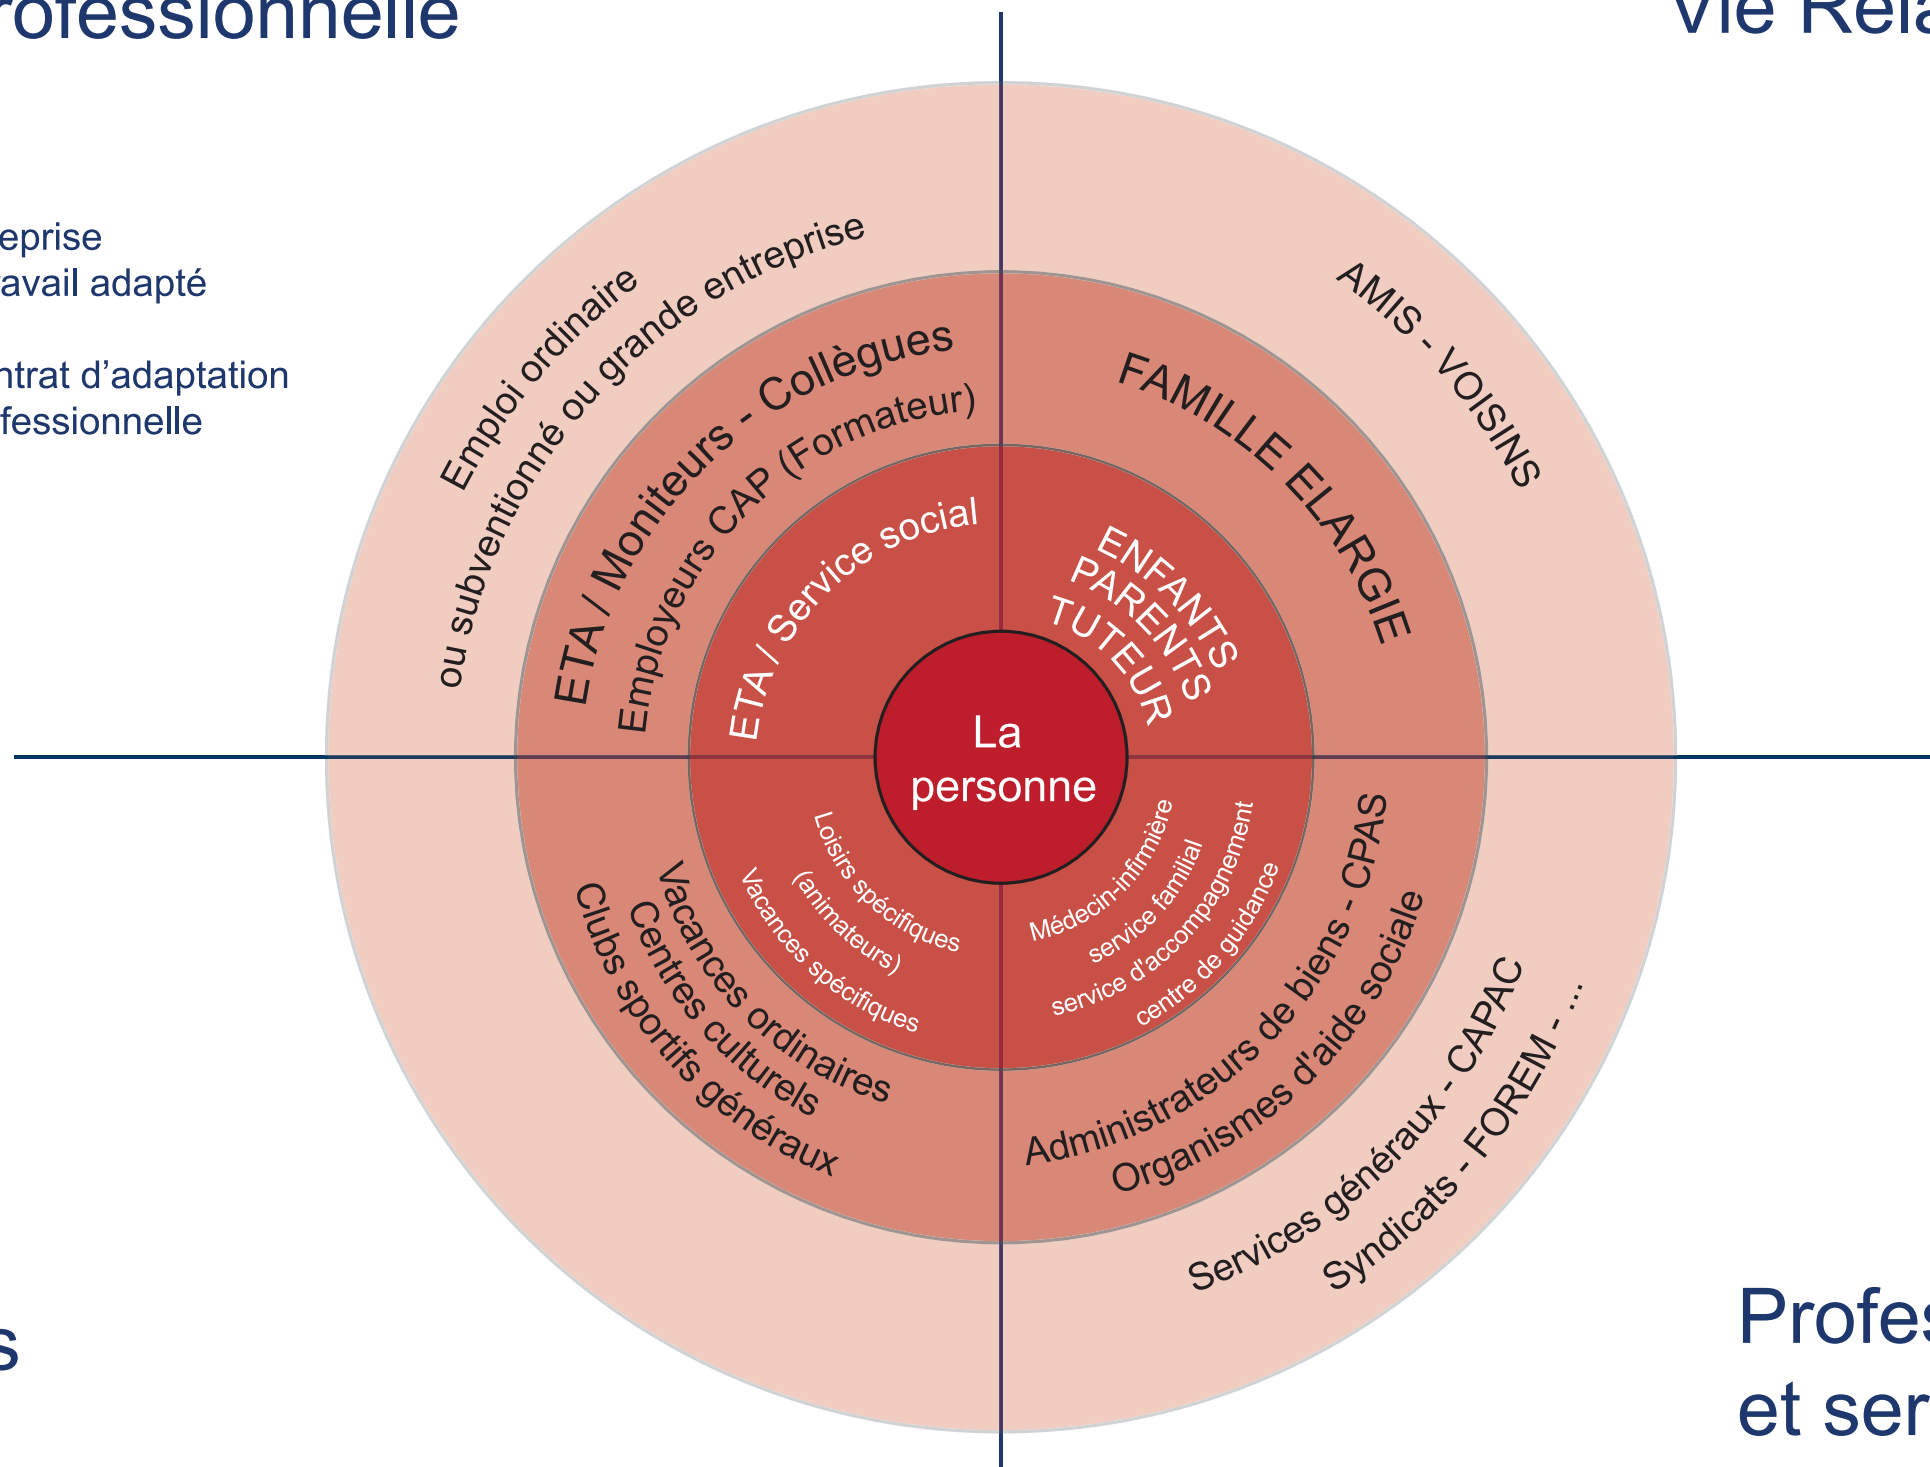 rofessionnelle
Vie Rela
eprise
avail adapté
ntrat d'adaptation
fessionnelle
Emploi ordinaire
ou subventionné ou grande entreprise
ETA / Moniteurs - Collègues
Employeurs CAP (Formateur)
ETA / Service social
AMIS - VOISINS
FAMILLE ELARGIE
ENFANTS
PARENTS
TUTEUR
La
personne
Loisirs spécifiques
(animateurs)
Vacances spécifiques
Vacances ordinaires
Centres culturels
Clubs sportifs généraux
Médecin-infirmière
service familial
service d'accompagnement
centre de guidance
Administrateurs de biens - CPAS
Organismes d'aide sociale
Services généraux - CAPAC
Syndicats - FOREM - ...
s
Profes
et ser